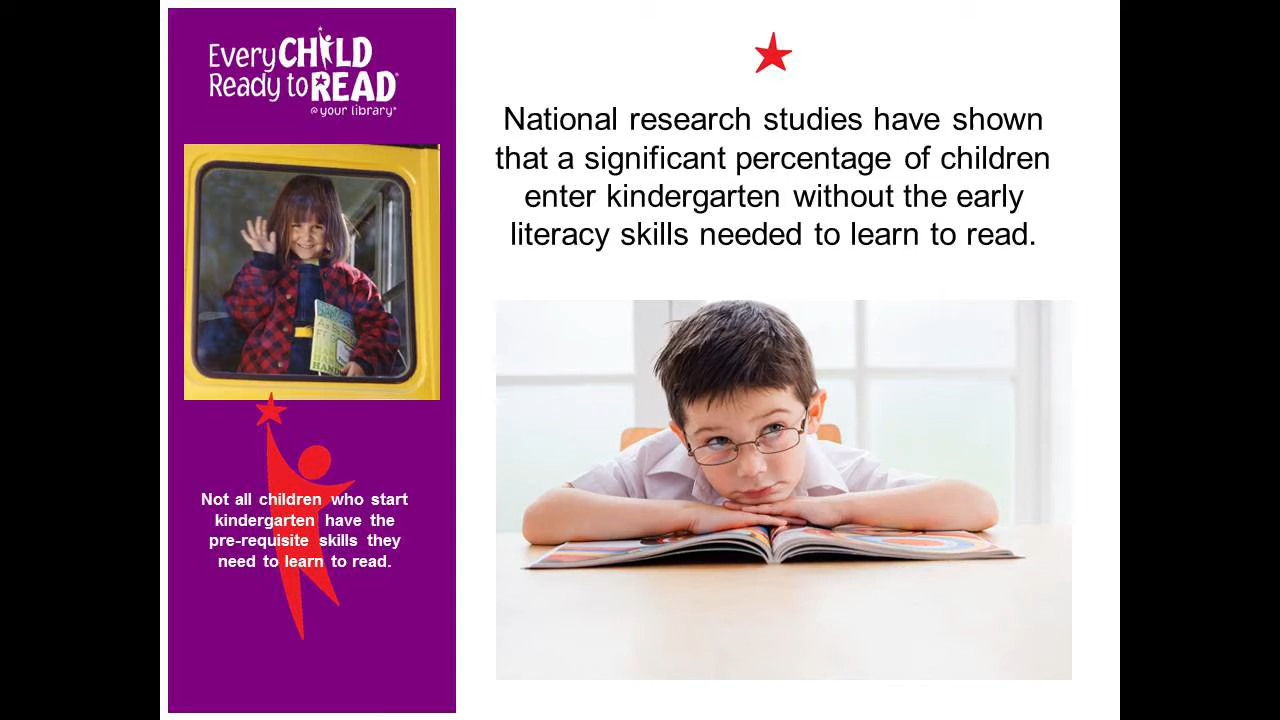 Every CHILD
Ready to READ®
@ your library®
Not all children who start
kindergarten have the
pre-requisite skills they
need to learn to read.
National research studies have shown
that a significant percentage of children
enter kindergarten without the early
literacy skills needed to learn to read.